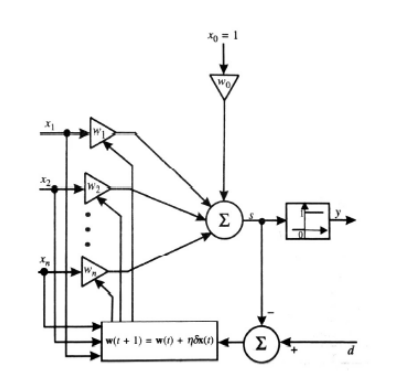 x₀ = 1
w₀
x₁
w₁
x₂
w₂
xₙ
wₙ
Σ
s
1
0
y
w(t + 1) = w(t) + ηδx(t)
−
Σ
+
d